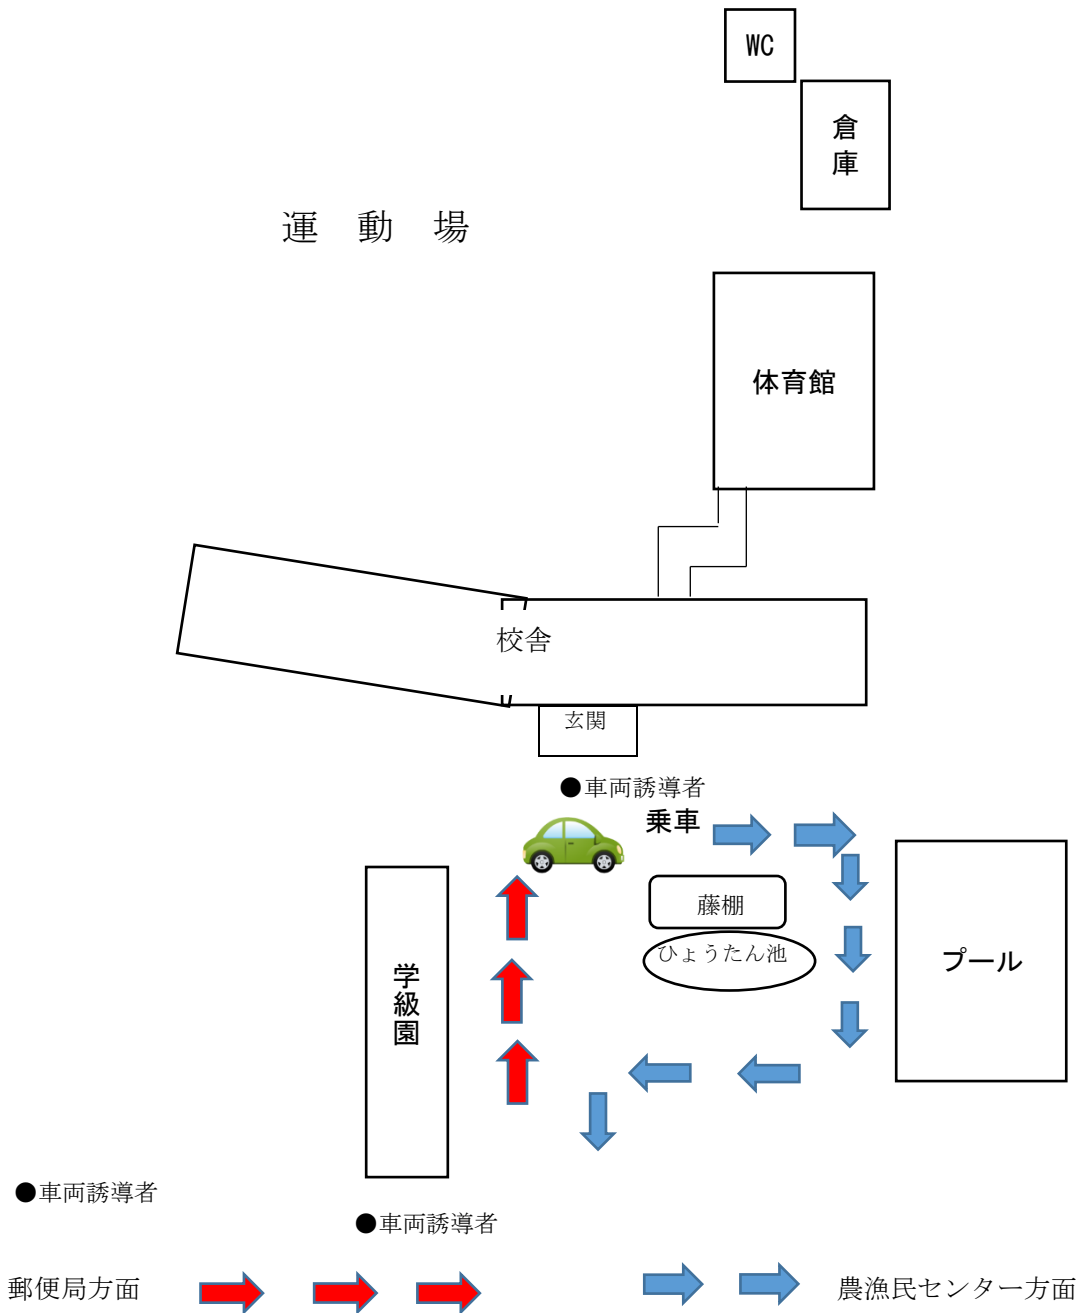 WC
倉庫
運 動 場
体育館
校舎
玄関
●車両誘導者
乗車
藤棚
ひょうたん池
プール
学級園
●車両誘導者
●車両誘導者
郵便局方面
農漁民センター方面